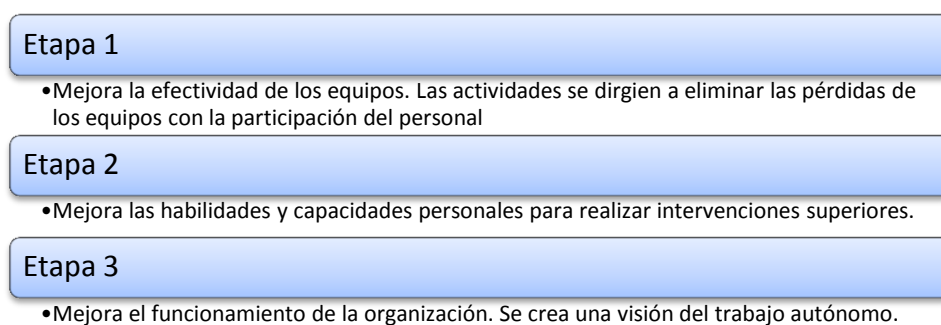 Etapa 1
•Mejora la efectividad de los equipos. Las actividades se dirgien a eliminar las pérdidas de
los equipos con la participación del personal
Etapa 2
•Mejora las habilidades y capacidades personales para realizar intervenciones superiores.
Etapa 3
•Mejora el funcionamiento de la organización. Se crea una visión del trabajo autónomo.